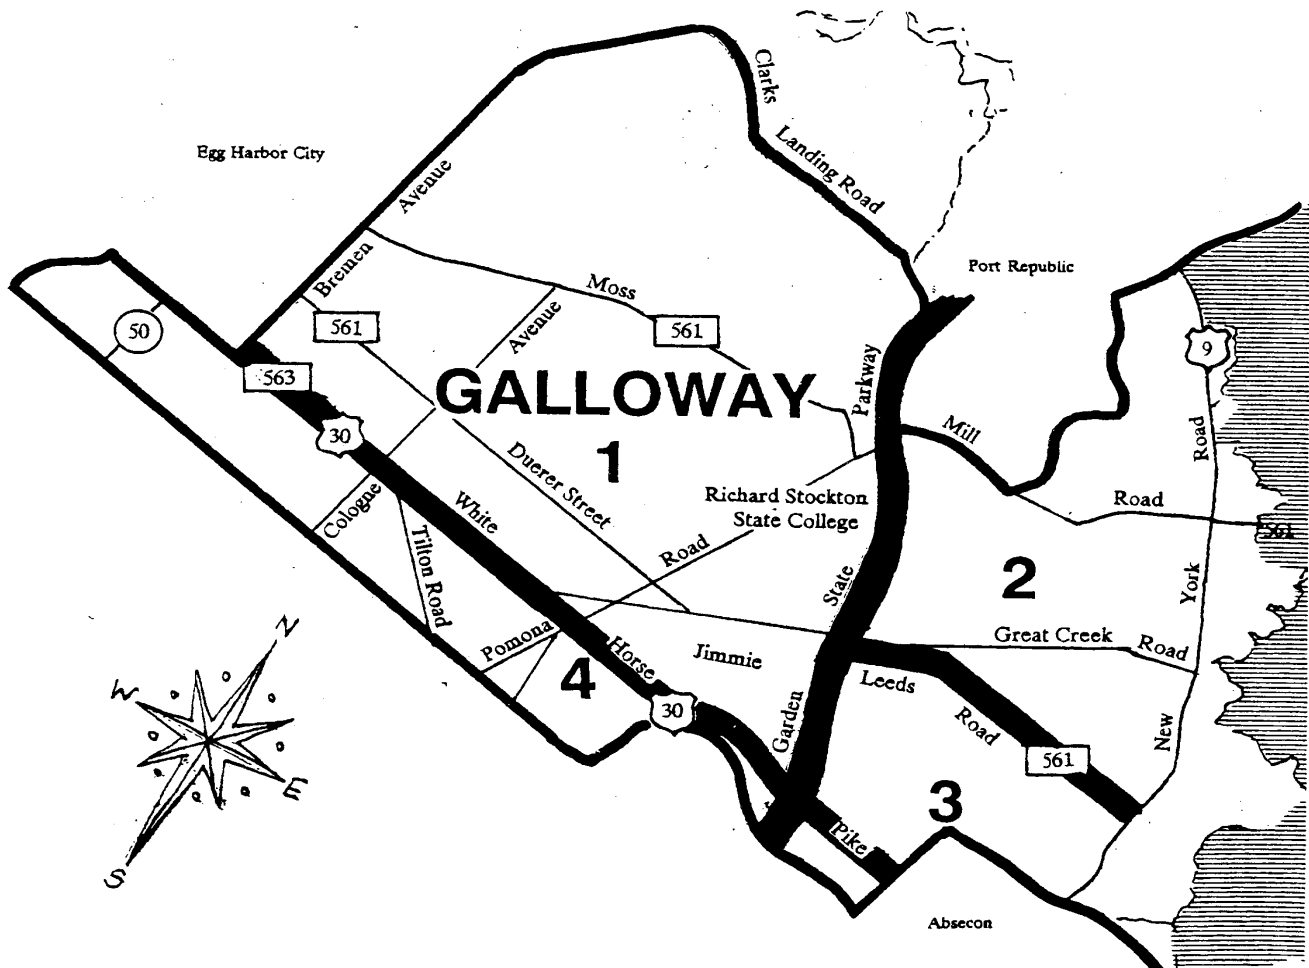 Clarks
Landing Road
Egg Harbor City
Avenue
Port Republic
Bremen
Moss
50
561
Avenue
561
9
563
Parkway
GALLOWAY
30
Mill
Road
1
Duerer Street
Cologne
White
Richard Stockton
State College
Road
561
Tilton Road
Road
State
2
York
Pomona
Horse
Jimmie
Great Creek
Road
4
Leeds
30
Garden
Road
New
561
3
Pike
Absecon
N
W
E
S